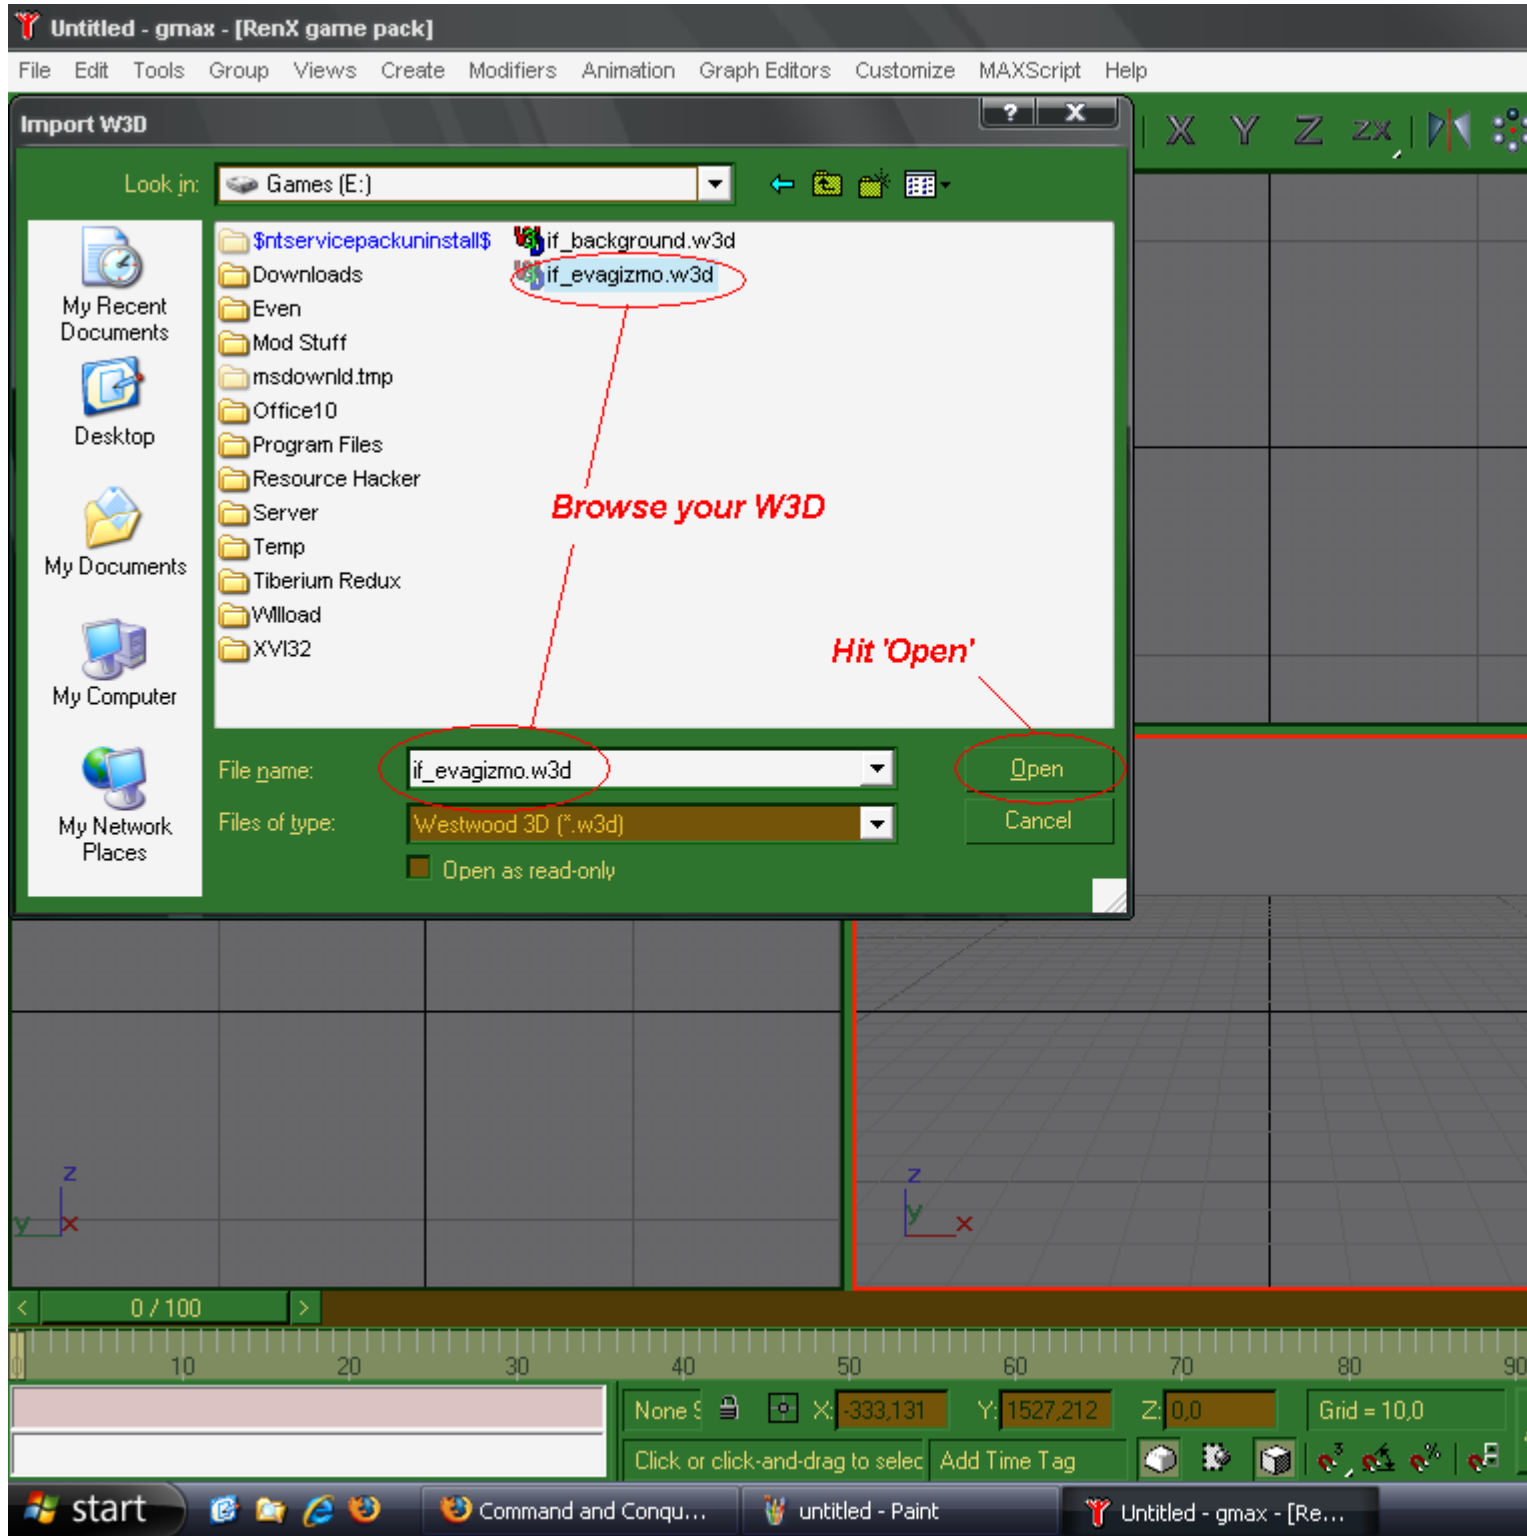 Untitled - gmax - [RenX game pack]
File Edit Tools Group Views Create Modifiers Animation Graph Editors Customize MAXScript Help
Import W3D
? X
X Y Z ZX
Look in: Games (E:)
$ntservicepackuninstall$
Downloads
Even
Mod Stuff
msdownld.tmp
Office10
Program Files
Resource Hacker
Server
Temp
Tiberium Redux
Wlload
XVI32
if_background.w3d
if_evagizmo.w3d
My Recent
Documents
Desktop
My Documents
My Computer
My Network
Places
Browse your W3D
Hit 'Open'
File name: if_evagizmo.w3d Open
Files of type: Westwood 3D (*.w3d) Cancel
Open as read-only
z
y x
z
y x
< 0 / 100 >
0 10 20 30 40 50 60 70 80 90
None S X: -333,131 Y: 1527,212 Z: 0,0 Grid = 10,0
Click or click-and-drag to selec Add Time Tag
3 %
start Command and Conqu... untitled - Paint Untitled - gmax - [Re...